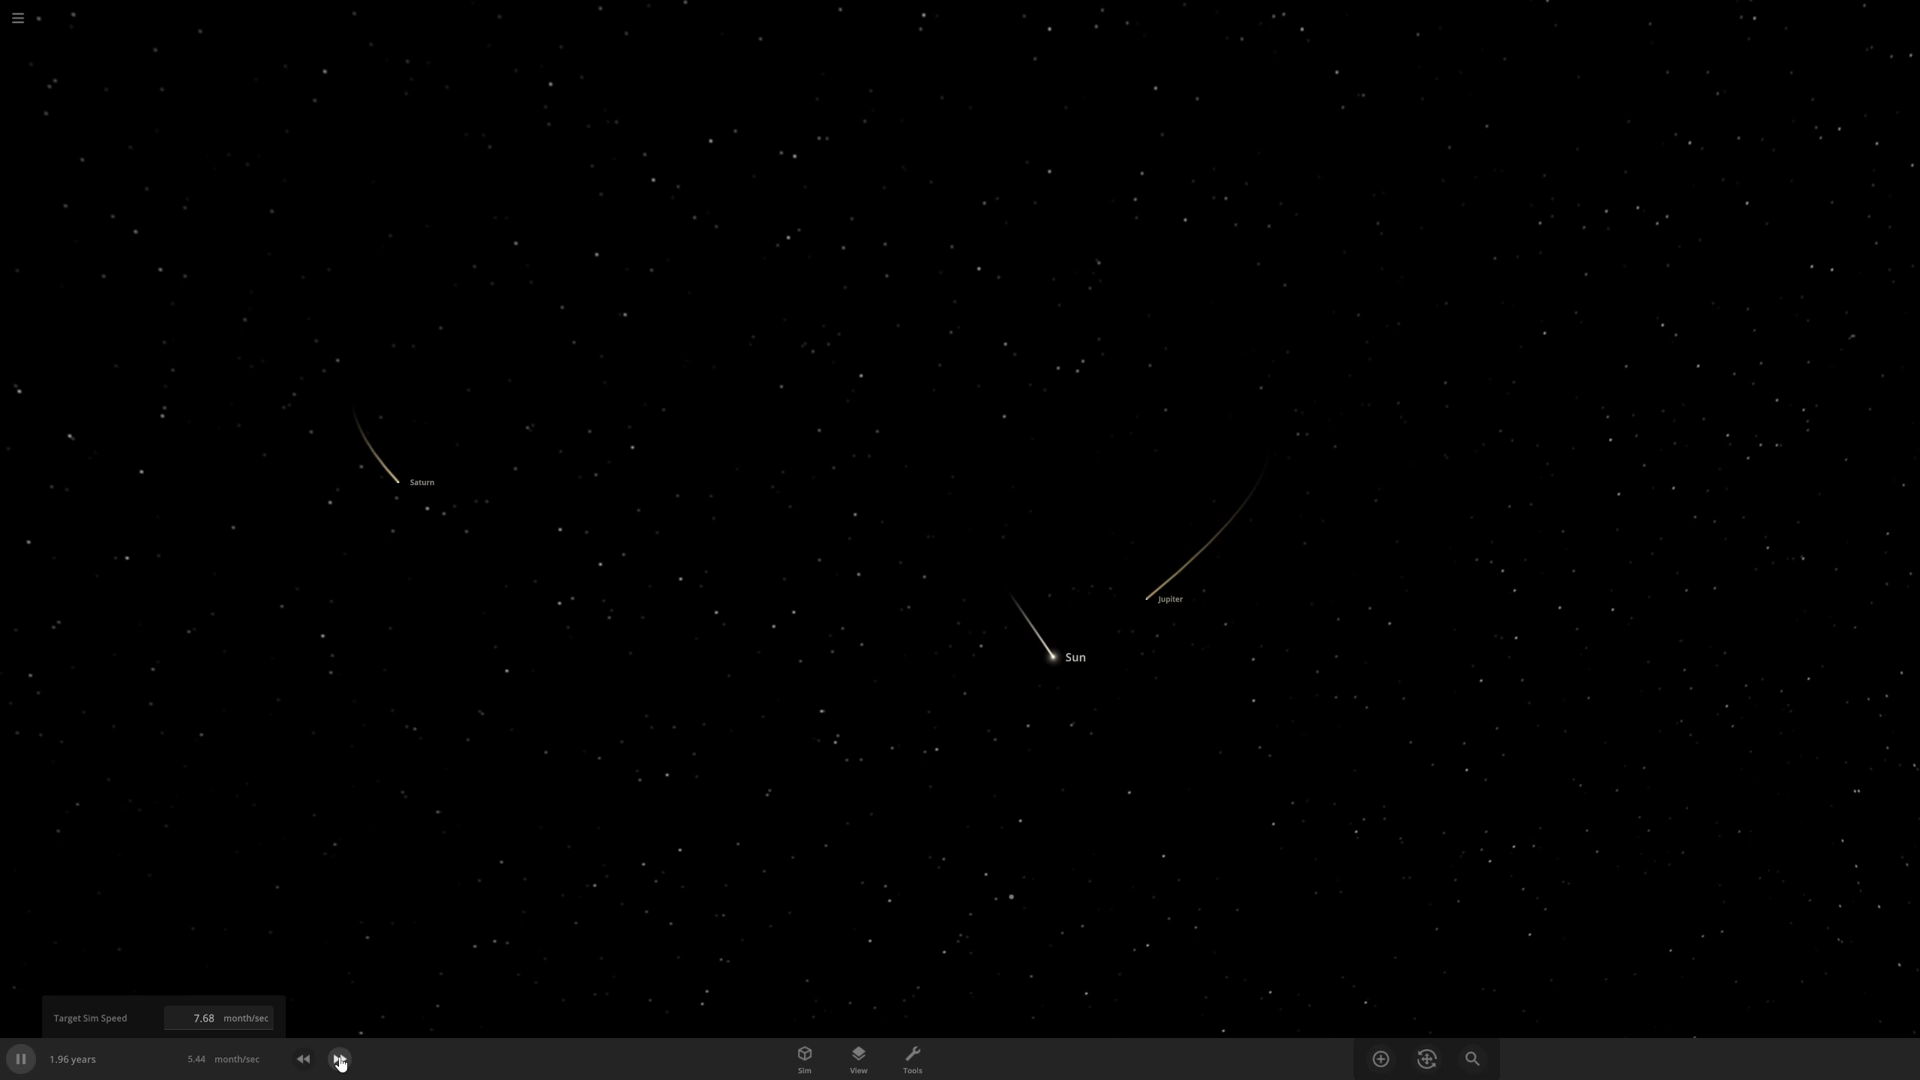 Saturn
Jupiter
Sun
Target Sim Speed 7.68 month/sec
1.96 years 5.44 month/sec
Sim View Tools